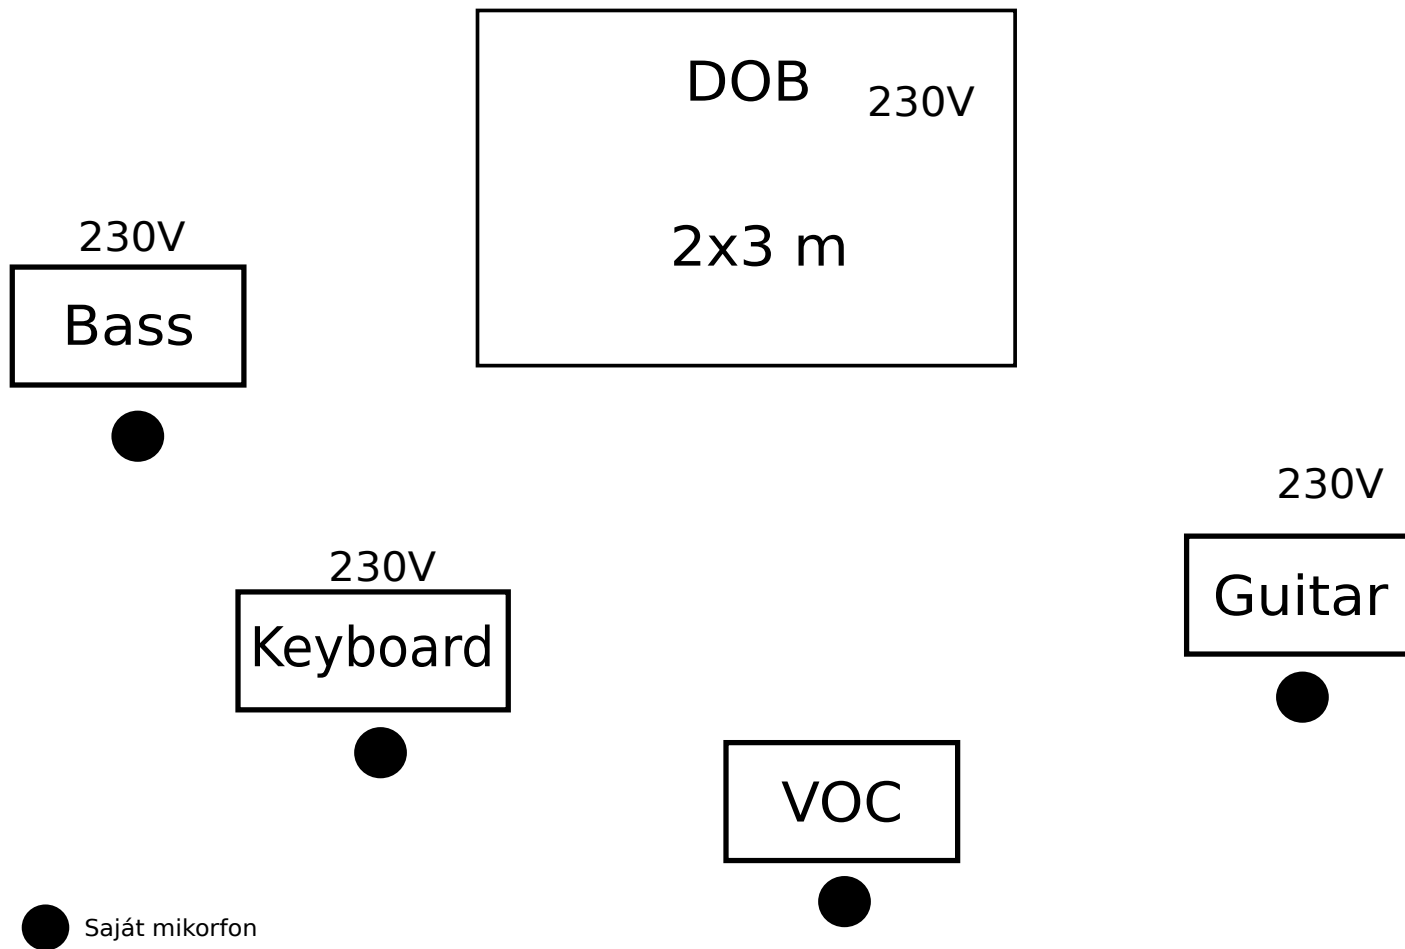 DOB
230V
2x3 m
230V
Bass
230V
Guitar
230V
Keyboard
VOC
Saját mikorfon